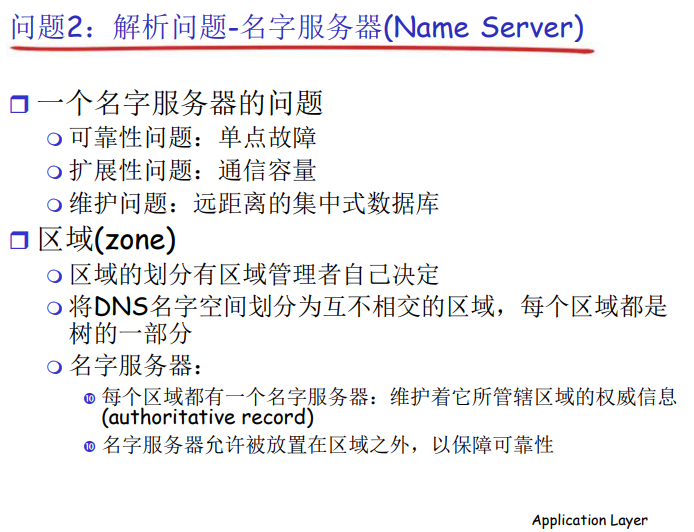 问题2：解析问题-名字服务器(Name Server)
一个名字服务器的问题
可靠性问题：单点故障
扩展性问题：通信容量
维护问题：远距离的集中式数据库
区域(zone)
区域的划分有区域管理者自己决定
将DNS名字空间划分为互不相交的区域，每个区域都是
树的一部分
名字服务器：
每个区域都有一个名字服务器：维护着它所管辖区域的权威信息
(authoritative record)
名字服务器允许被放置在区域之外，以保障可靠性
Application Layer